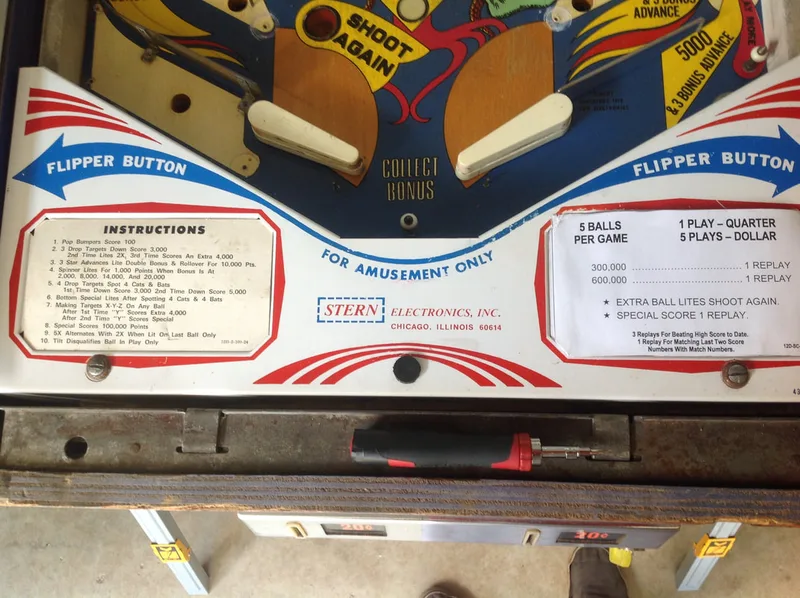 & 3 BONUS
ADVANCE
SHOOT
AGAIN
5000
& 3 BONUS ADVANCE
COLLECT
BONUS
FLIPPER BUTTON
FLIPPER BUTTON
FOR AMUSEMENT ONLY
STERN ELECTRONICS, INC.
CHICAGO, ILLINOIS 60614
INSTRUCTIONS
1. Pop Bumpers Score 100
2. 3 Drop Targets Down Score 3,000
2nd Time Lites 2X, 3rd Time Scores An Extra 4,000
3. 3 Star Advances Lite Double Bonus & Rollover For 10,000 Pts.
4. Spinner Lites For 1,000 Points When Bonus Is At
2,000, 8,000, 14,000, and 20,000
5. 4 Drop Targets Spot 4 Cats & Bats
1st Time Down Score 3,000 2nd Time Down Score 5,000
6. Bottom Special Lites After Spotting 4 Cats & 4 Bats
7. Making Targets X-Y-Z On Any Ball
After 1st Time "Y" Scores Extra 4,000
After 2nd Time "Y" Scores Special
8. Special Scores 100,000 Points
9. 5X Alternates With 2X When Lit On Last Ball Only
10. Tilt Disqualifies Ball In Play Only
5 BALLS
PER GAME
1 PLAY – QUARTER
5 PLAYS – DOLLAR
300,000 ........................ 1 REPLAY
600,000 ........................ 1 REPLAY
★ EXTRA BALL LITES SHOOT AGAIN.
★ SPECIAL SCORE 1 REPLAY.
3 Replays For Beating High Score to Date.
1 Replay For Matching Last Two Score
Numbers With Match Numbers.
20¢
20¢